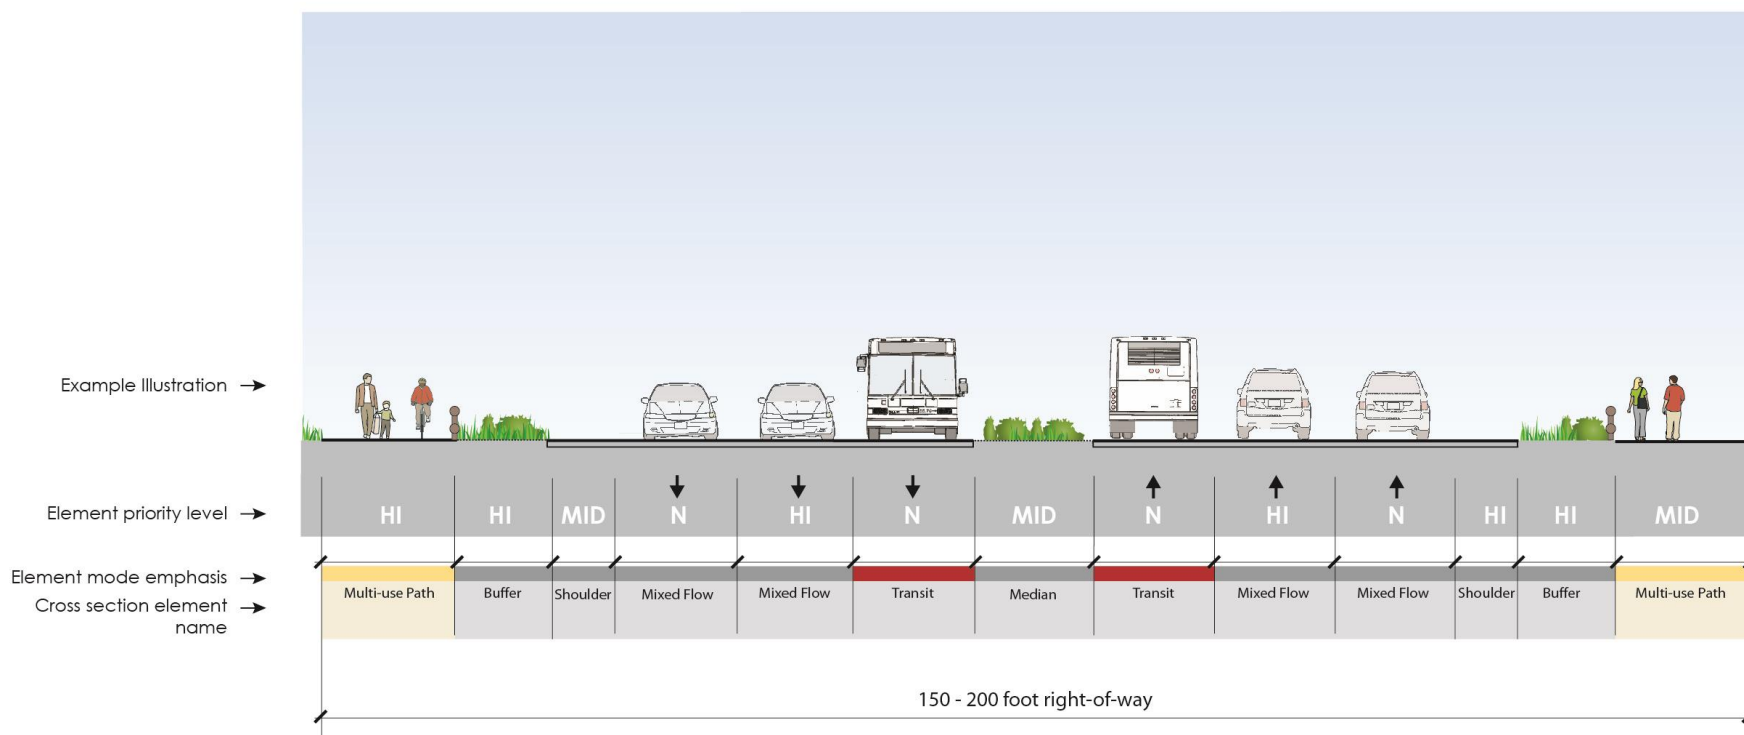 Example Illustration
Element priority level
HI HI MID N HI N MID N HI N HI HI MID
Element mode emphasis
Cross section element
name
Multi-use Path Buffer Shoulder Mixed Flow Mixed Flow Transit Median Transit Mixed Flow Mixed Flow Shoulder Buffer Multi-use Path
150 - 200 foot right-of-way